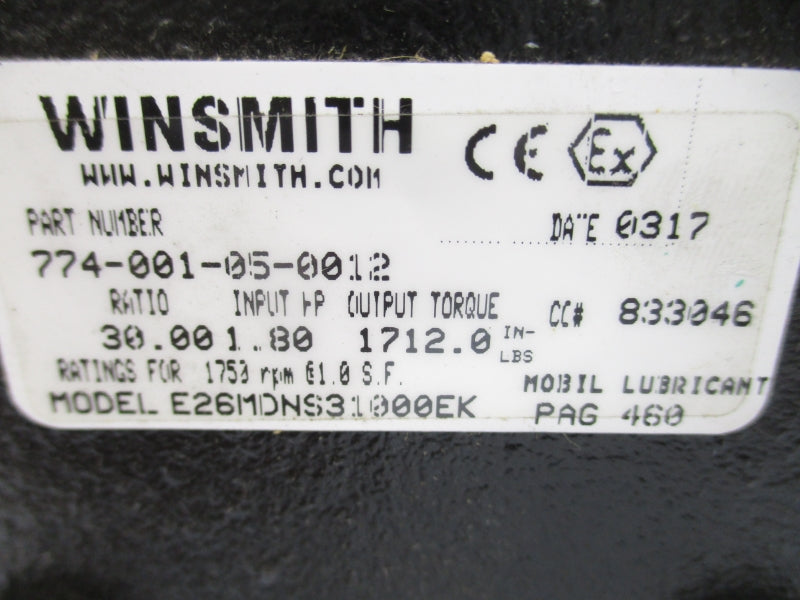 WINSMITH
CE Ex
WWW.WINSMITH.COM
PART NUMBER DATE 0317
774-001-05-0012
RATIO INPUT HP OUTPUT TORQUE CC# 833046
30.00 1.80 1712.0 IN-LBS
RATINGS FOR 1750 rpm @1.0 S.F. MOBIL LUBRICANT
MODEL E26MDNS31000EK PAG 460